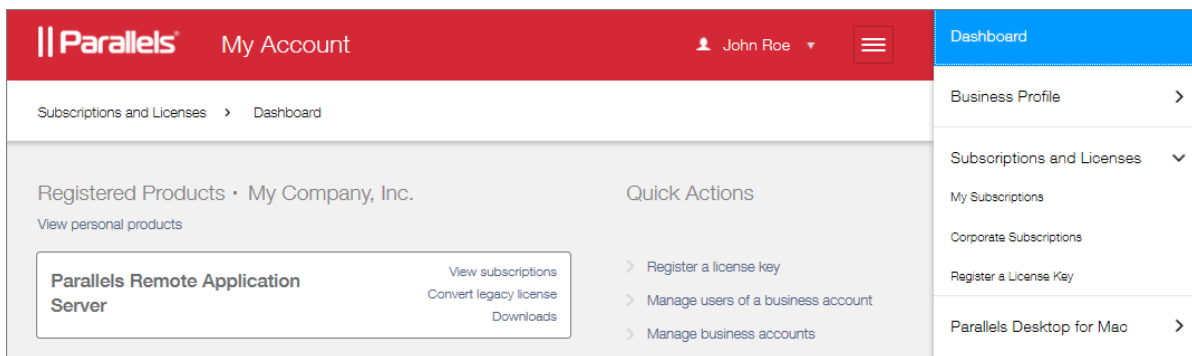 Parallels® My Account John Roe
Subscriptions and Licenses > Dashboard
Registered Products · My Company, Inc.
View personal products
Parallels Remote Application
Server
View subscriptions
Convert legacy license
Downloads
Quick Actions
Register a license key
Manage users of a business account
Manage business accounts
Dashboard
Business Profile
Subscriptions and Licenses
My Subscriptions
Corporate Subscriptions
Register a License Key
Parallels Desktop for Mac